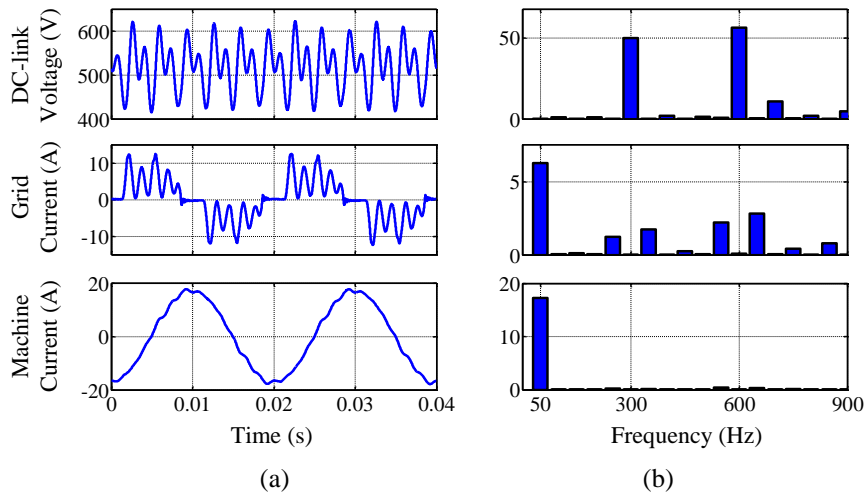 DC-link
Voltage (V)
600
500
400
50
0
Grid
Current (A)
10
0
-10
5
0
Machine
Current (A)
20
0
-20
20
10
0
0 0.01 0.02 0.03 0.04
50 300 600 900
Time (s)
Frequency (Hz)
(a)
(b)